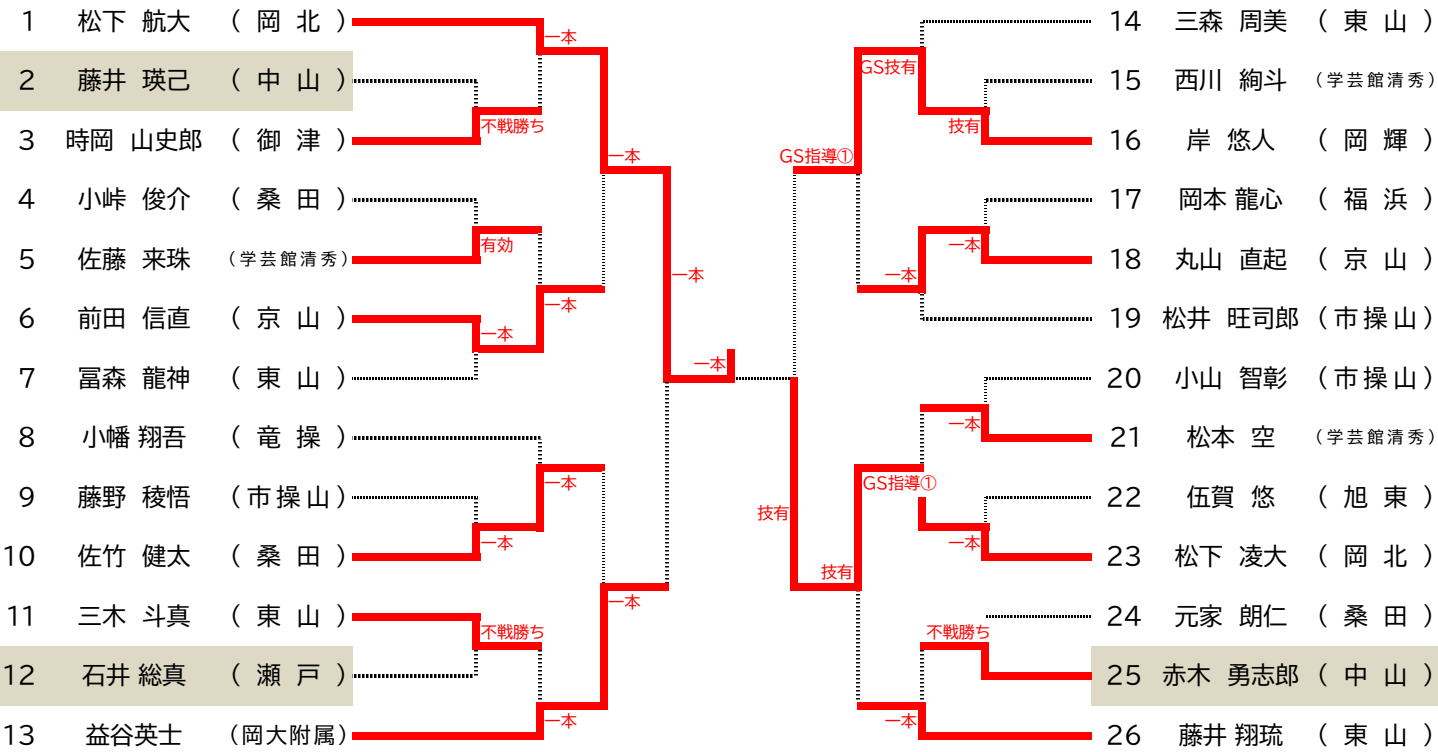 1 松下 航大 （ 岡 北 ）
一本
2 藤井 瑛己 （ 中 山 ）
不戦勝ち
3 時岡 山史郎 （ 御 津 ）
一本
4 小峠 俊介 （ 桑 田 ）
有効
5 佐藤 来珠 （学芸館清秀）
一本
一本
6 前田 信直 （ 京 山 ）
一本
7 冨森 龍神 （ 東 山 ）
一本
8 小幡 翔吾 （ 竜 操 ）
一本
9 藤野 稜悟 （市操山）
一本
10 佐竹 健太 （ 桑 田 ）
一本
11 三木 斗真 （ 東 山 ）
不戦勝ち
12 石井 総真 （ 瀬 戸 ）
一本
13 益谷英士 （岡大附属）
14 三森 周美 （ 東 山 ）
GS技有
15 西川 絢斗 （学芸館清秀）
技有
16 岸 悠人 （ 岡 輝 ）
GS指導①
17 岡本 龍心 （ 福 浜 ）
一本
18 丸山 直起 （ 京 山 ）
一本
19 松井 旺司郎 （市操山）
20 小山 智彰 （市操山）
一本
21 松本 空 （学芸館清秀）
GS指導①
22 伍賀 悠 （ 旭 東 ）
技有
一本
23 松下 凌大 （ 岡 北 ）
技有
24 元家 朗仁 （ 桑 田 ）
不戦勝ち
25 赤木 勇志郎 （ 中 山 ）
一本
26 藤井 翔琉 （ 東 山 ）